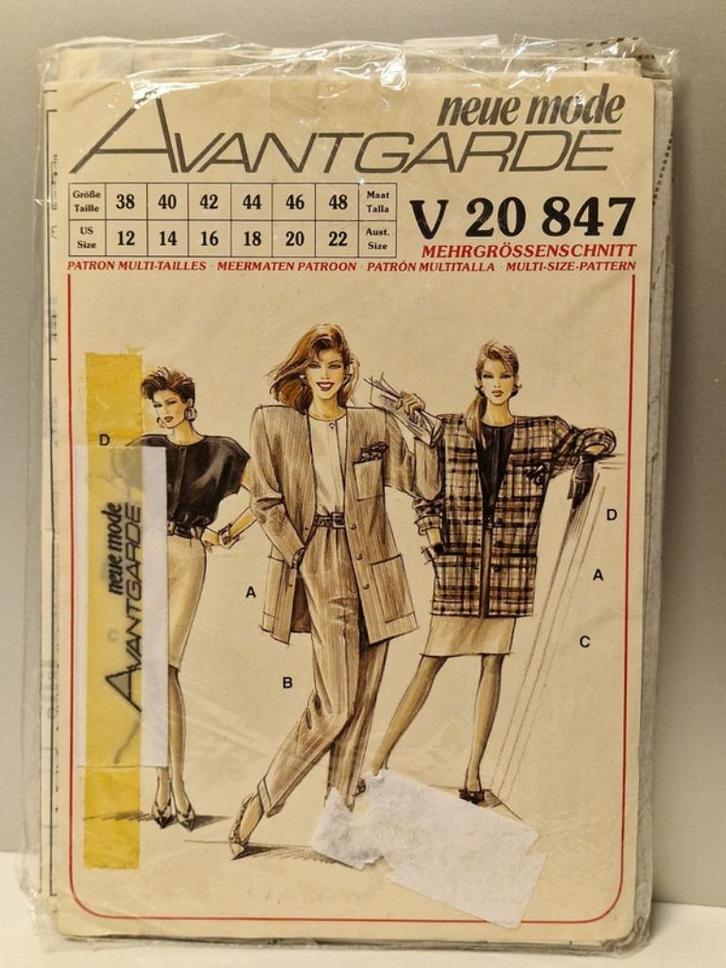 neue mode
AVANTGARDE
Größe Taille 38 40 42 44 46 48 Maat Talla
US Size 12 14 16 18 20 22 Aust. Size
V 20 847
MEHRGRÖSSENSCHNITT
PATRON MULTI-TAILLES · MEERMATEN PATROON · PATRÓN MULTITALLA · MULTI-SIZE-PATTERN
D
neue mode
AVANTGARDE
A
B
D
A
C